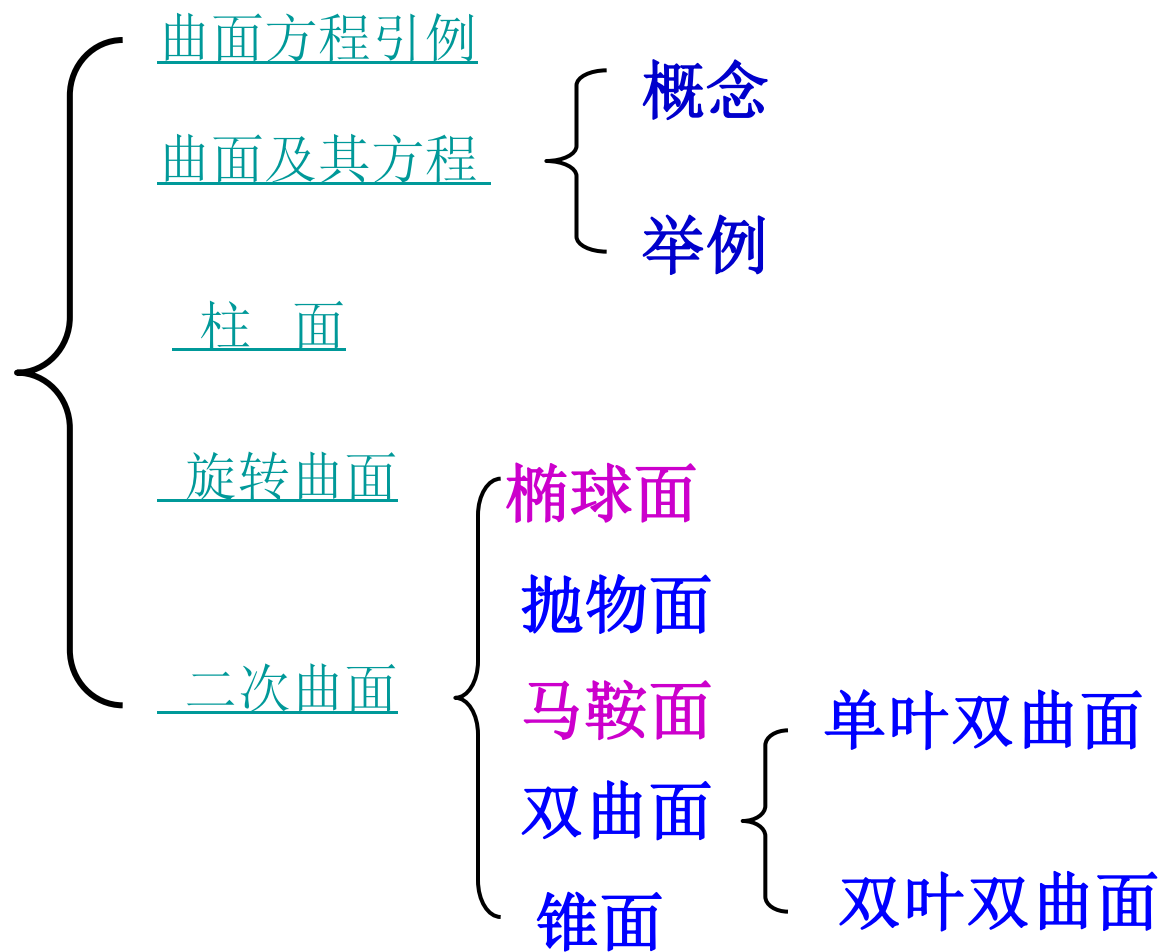 曲面方程引例
概念
曲面及其方程
举例
柱 面
旋转曲面
椭球面
抛物面
二次曲面
马鞍面
单叶双曲面
双曲面
双叶双曲面
锥面